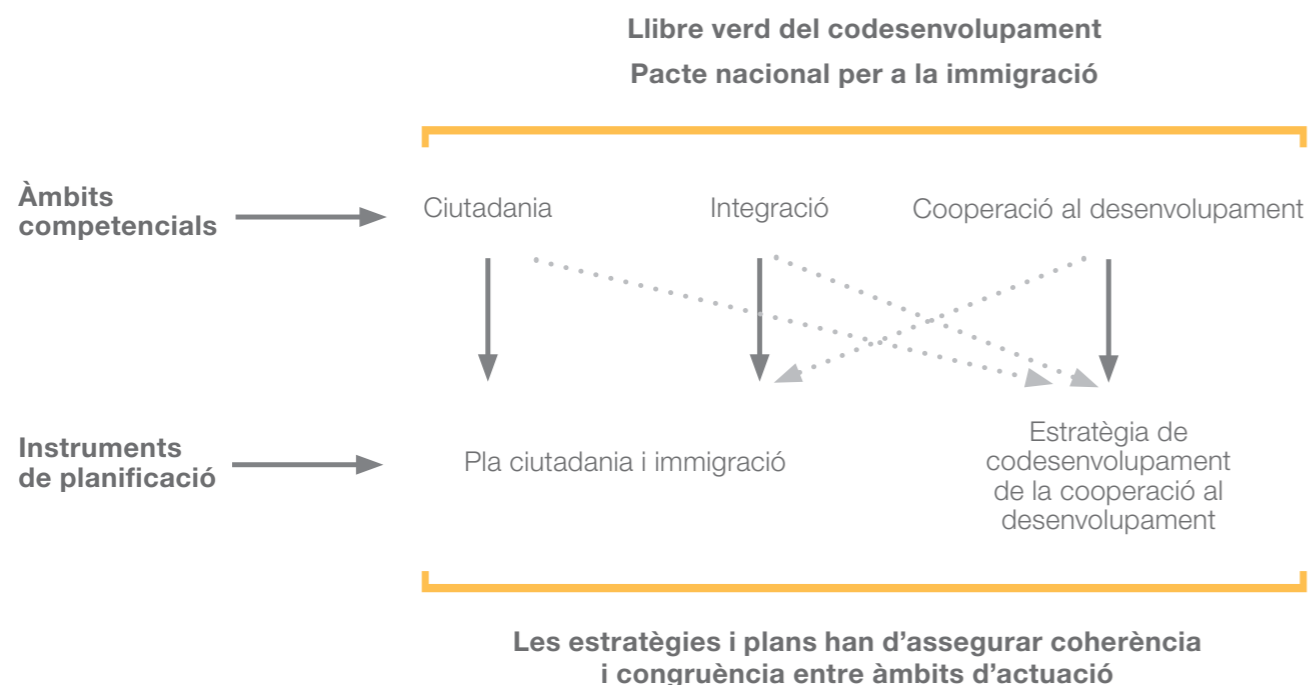 Llibre verd del codesenvolupament
Pacte nacional per a la immigració
Àmbits
competencials
Ciutadania
Integració
Cooperació al desenvolupament
Instruments
de planificació
Pla ciutadania i immigració
Estratègia de
codesenvolupament
de la cooperació al
desenvolupament
Les estratègies i plans han d’assegurar coherència
i congruència entre àmbits d’actuació